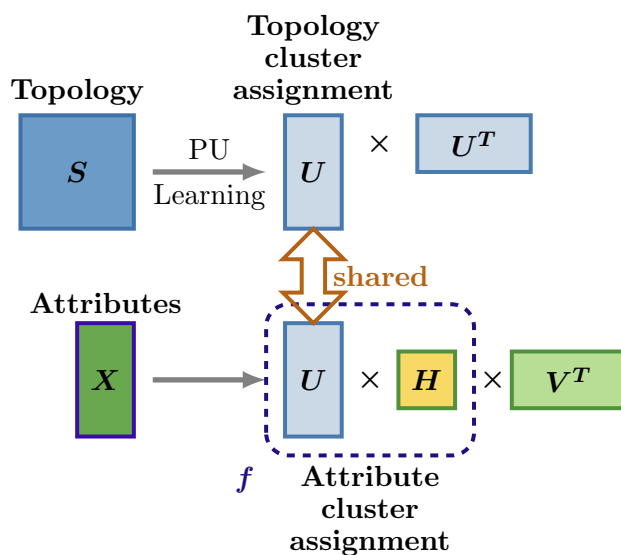 Topology
cluster
assignment
Topology
S
PU
Learning
U
×
U^T
shared
Attributes
X
U
×
H
×
V^T
f
Attribute
cluster
assignment